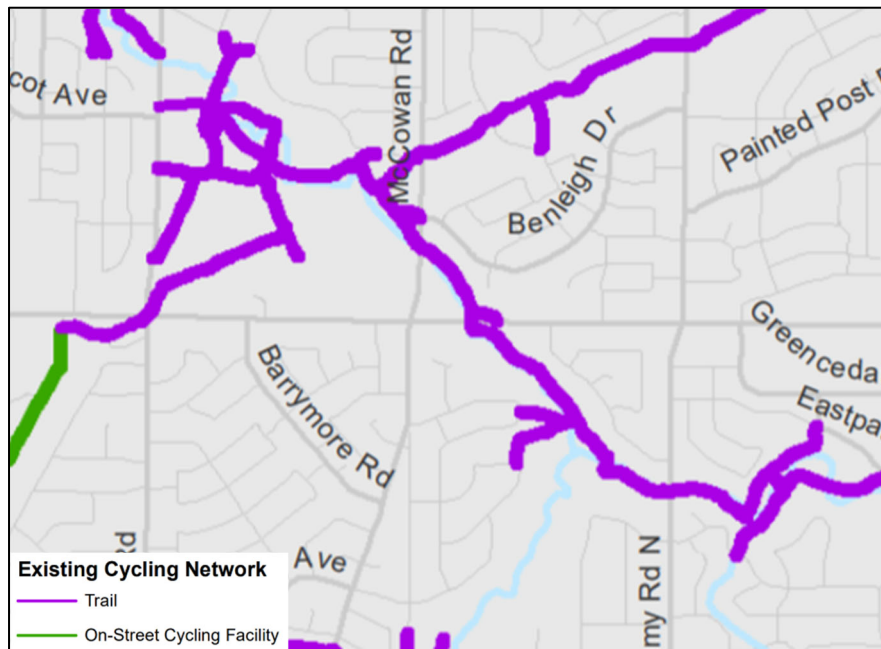 cot Ave
McCowan Rd
Benleigh Dr
Painted Post
Greenceda
Eastpa
Barrymore Rd
Rd
Ave
my Rd N
Existing Cycling Network
Trail
On-Street Cycling Facility